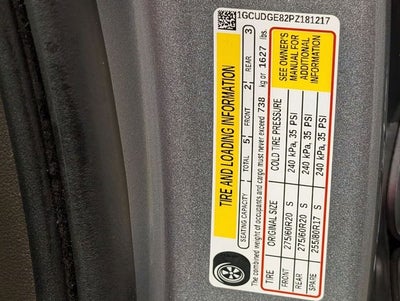 1GCUDGE82PZ181217
TIRE AND LOADING INFORMATION
SEATING CAPACITY TOTAL 5 FRONT 2 REAR 3
The combined weight of occupants and cargo must never exceed 738 kg or 1627 lbs.
TIRE ORIGINAL SIZE COLD TIRE PRESSURE
FRONT 275/60R20 S 240 kPa, 35 PSI
REAR 275/60R20 S 240 kPa, 35 PSI
SPARE 255/80R17 S 240 kPa, 35 PSI
SEE OWNER'S
MANUAL FOR
ADDITIONAL
INFORMATION